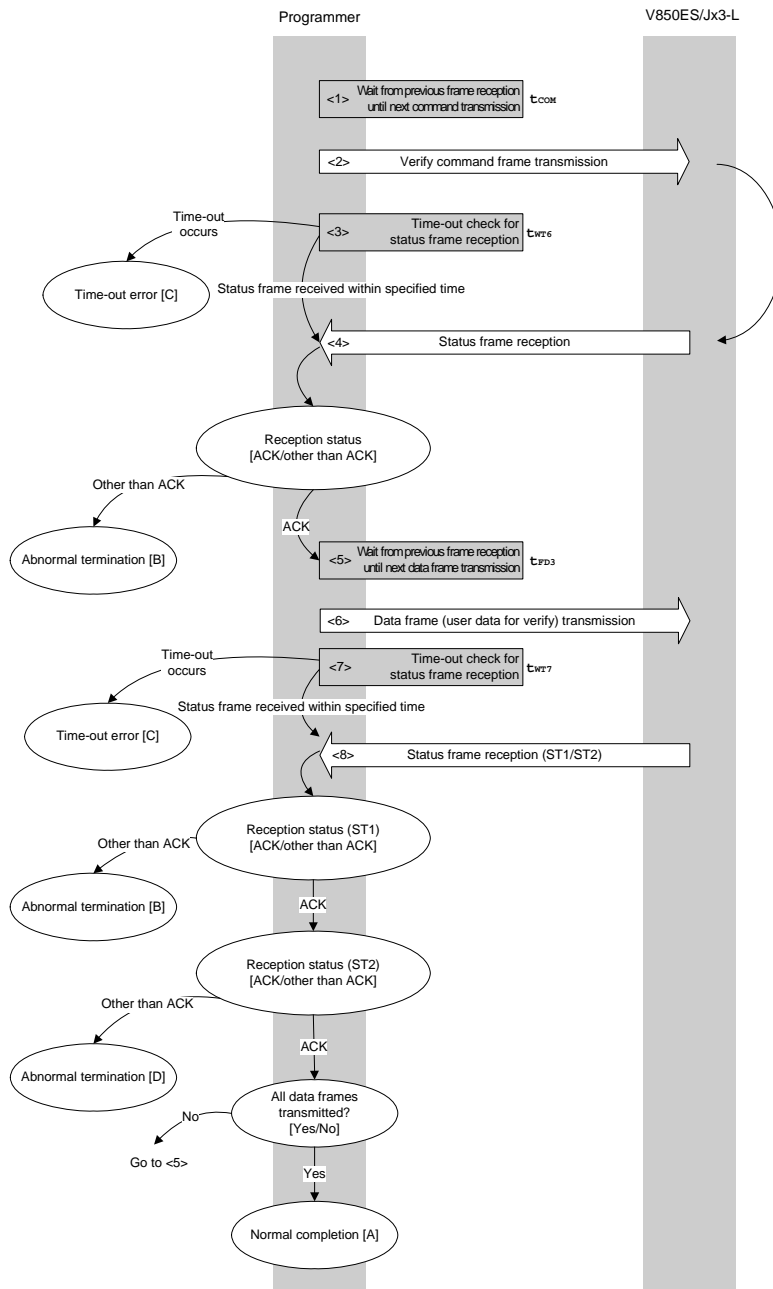 Programmer
V850ES/Jx3-L
<1>
Wait from previous frame reception
until next command transmission
tCOM
<2>
Verify command frame transmission
Time-out
occurs
<3>
Time-out check for
status frame reception
tWT6
Time-out error [C]
Status frame received within specified time
<4>
Status frame reception
Reception status
[ACK/other than ACK]
Other than ACK
ACK
Abnormal termination [B]
<5>
Wait from previous frame reception
until next data frame transmission
tFD3
<6>
Data frame (user data for verify) transmission
Time-out
occurs
<7>
Time-out check for
status frame reception
tWT7
Status frame received within specified time
Time-out error [C]
<8>
Status frame reception (ST1/ST2)
Reception status (ST1)
[ACK/other than ACK]
Other than ACK
Abnormal termination [B]
ACK
Reception status (ST2)
[ACK/other than ACK]
Other than ACK
ACK
Abnormal termination [D]
All data frames
transmitted?
[Yes/No]
No
Go to <5>
Yes
Normal completion [A]